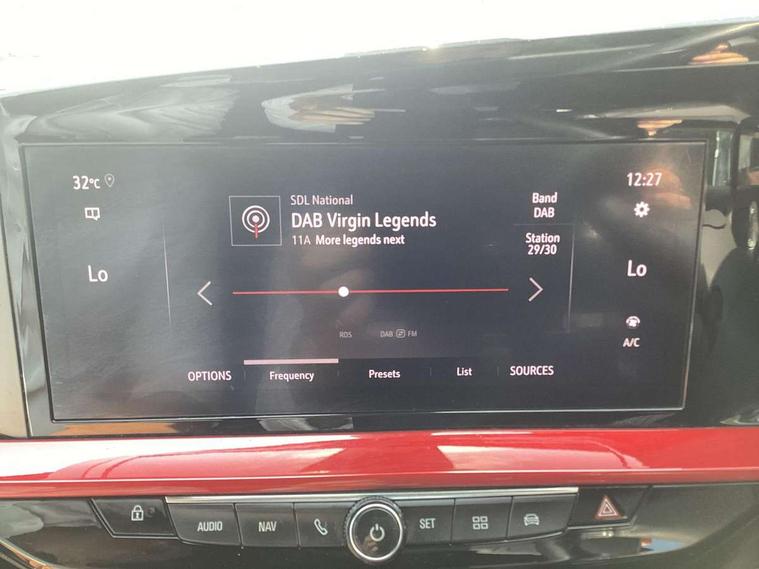 32°C
12:27
SDL National
DAB Virgin Legends
11A More legends next
Band
DAB
Station
29/30
Lo
Lo
RDS
DAB FM
A/C
OPTIONS
Frequency
Presets
List
SOURCES
AUDIO
NAV
SET